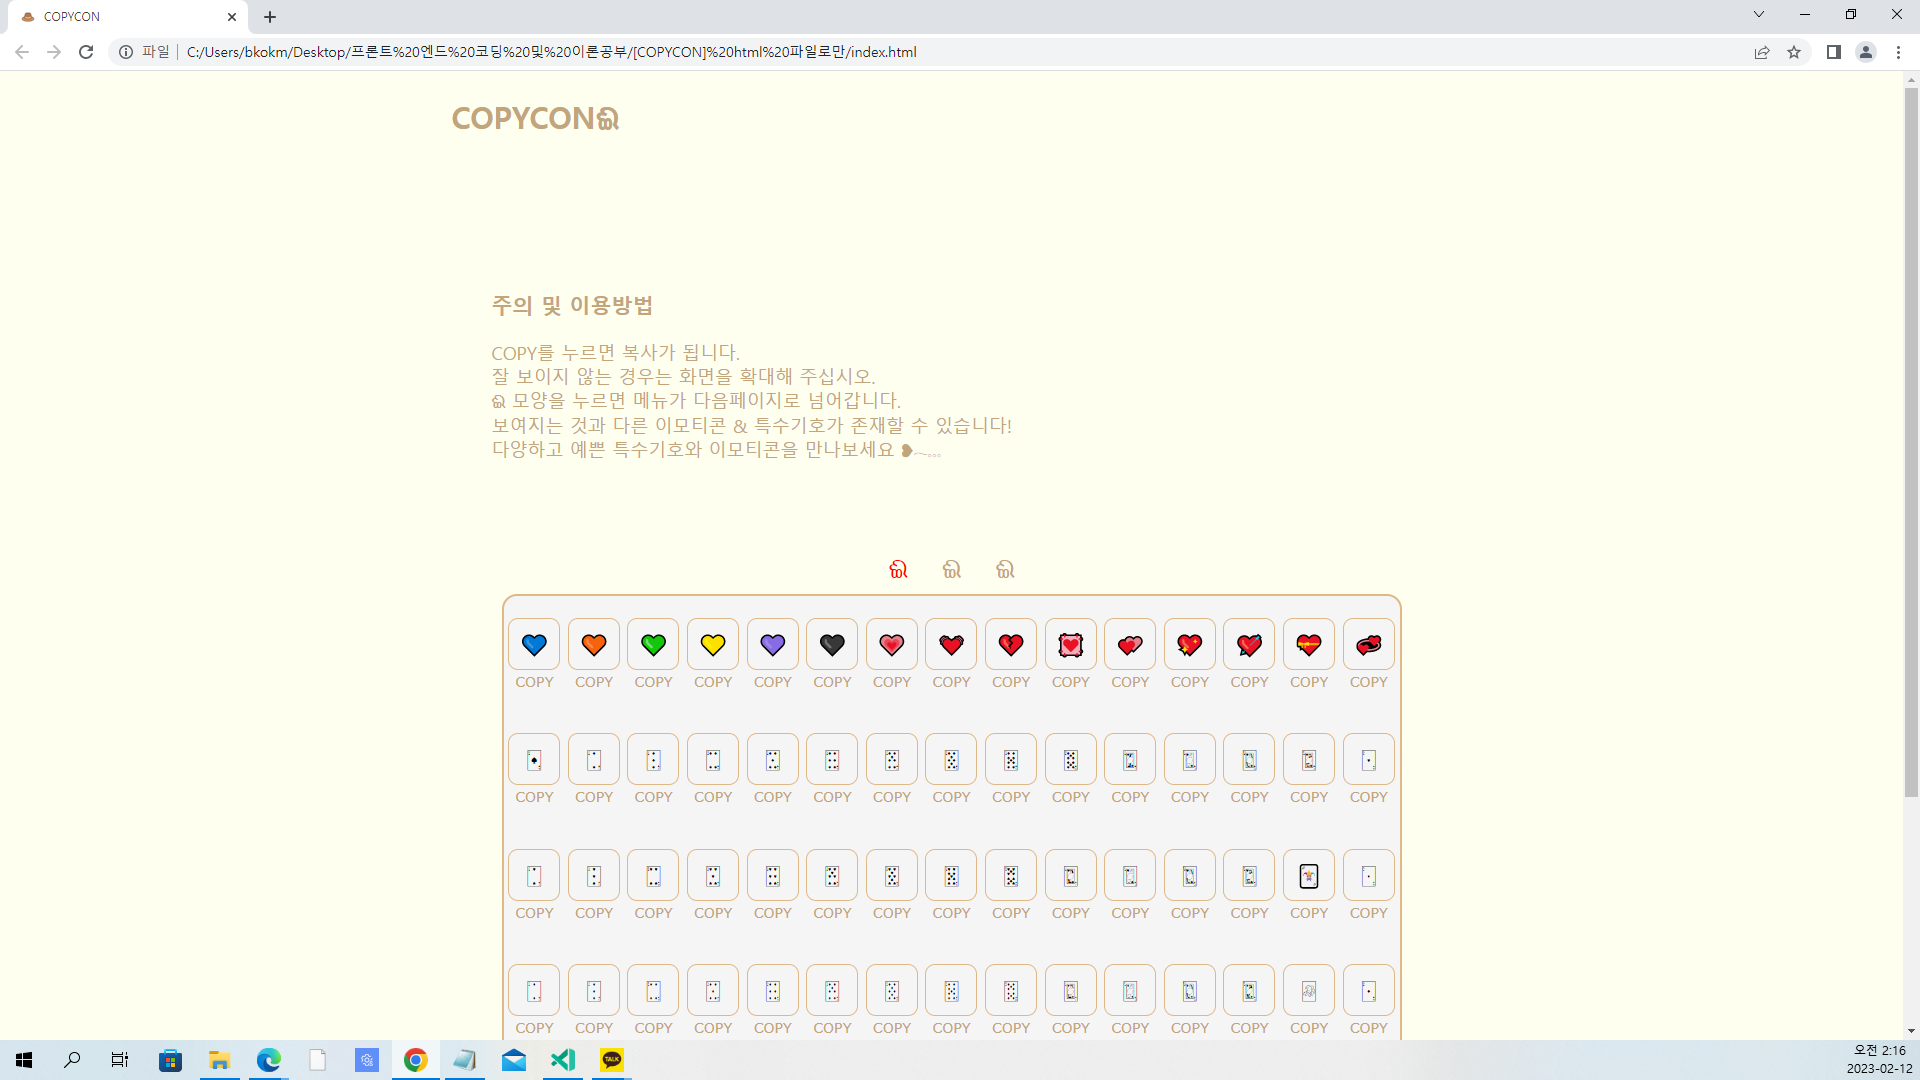 COPYCON
파일
C:/Users/bkokm/Desktop/프론트%20엔드%20코딩%20및%20이론공부/[COPYCON]%20html%20파일로만/index.html
COPYCONଈ
주의 및 이용방법
COPY를 누르면 복사가 됩니다.
잘 보이지 않는 경우는 화면을 확대해 주십시오.
ଈ 모양을 누르면 메뉴가 다음페이지로 넘어갑니다.
보여지는 것과 다른 이모티콘 & 특수기호가 존재할 수 있습니다!
다양하고 예쁜 특수기호와 이모티콘을 만나보세요
ଈ ଈ ଈ
COPY COPY COPY COPY COPY COPY COPY COPY COPY COPY COPY COPY COPY COPY COPY
COPY COPY COPY COPY COPY COPY COPY COPY COPY COPY COPY COPY COPY COPY COPY
COPY COPY COPY COPY COPY COPY COPY COPY COPY COPY COPY COPY COPY COPY COPY
COPY COPY COPY COPY COPY COPY COPY COPY COPY COPY COPY COPY COPY COPY COPY
TALK
오전 2:16
2023-02-12